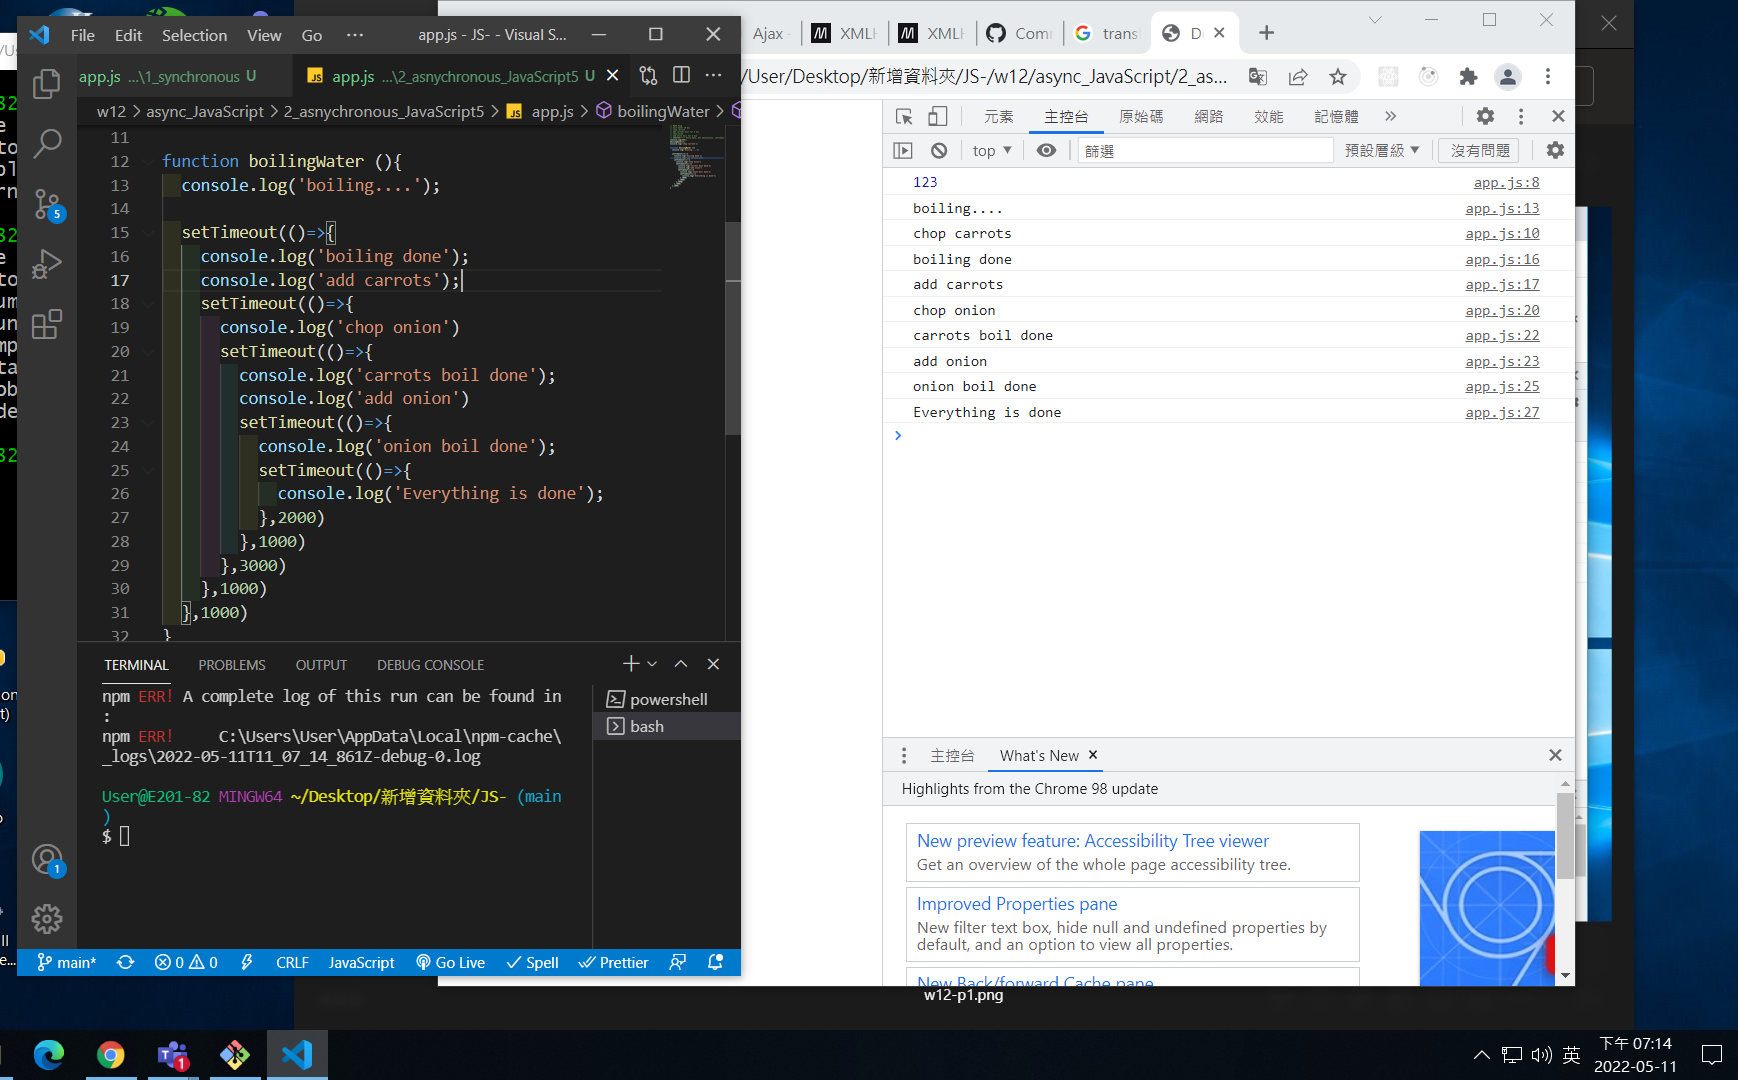 File Edit Selection View Go ··· app.js - JS- - Visual S...
app.js ...\1_synchronous U
JS app.js ...\2_asnychronous_JavaScript5 U
w12 > async_JavaScript > 2_asnychronous_JavaScript5 > JS app.js > boilingWater >
11
12 function boilingWater (){
13 console.log('boiling....');
14
15 setTimeout(()=>{
16 console.log('boiling done');
17 console.log('add carrots');
18 setTimeout(()=>{
19 console.log('chop onion')
20 setTimeout(()=>{
21 console.log('carrots boil done');
22 console.log('add onion')
23 setTimeout(()=>{
24 console.log('onion boil done');
25 setTimeout(()=>{
26 console.log('Everything is done');
27 },2000)
28 },1000)
29 },3000)
30 },1000)
31 },1000)
32 }
TERMINAL PROBLEMS OUTPUT DEBUG CONSOLE
npm ERR! A complete log of this run can be found in
:
npm ERR! C:\Users\User\AppData\Local\npm-cache\
_logs\2022-05-11T11_07_14_861Z-debug-0.log
User@E201-82 MINGW64 ~/Desktop/新增資料夾/JS- (main
)
$
powershell
bash
5
1
main* 0 0 CRLF JavaScript Go Live Spell Prettier
Ajax XMLH XMLH Com trans D
/User/Desktop/新增資料夾/JS-/w12/async_JavaScript/2_as...
元素 主控台 原始碼 網路 效能 記憶體 »
top ▼ 篩選 預設層級 ▼ 沒有問題
123 app.js:8
boiling.... app.js:13
chop carrots app.js:10
boiling done app.js:16
add carrots app.js:17
chop onion app.js:20
carrots boil done app.js:22
add onion app.js:23
onion boil done app.js:25
Everything is done app.js:27
主控台 What's New
Highlights from the Chrome 98 update
New preview feature: Accessibility Tree viewer
Get an overview of the whole page accessibility tree.
Improved Properties pane
New filter text box, hide null and undefined properties by
default, and an option to view all properties.
New Back/forward Cache pane
w12-p1.png
1
英
下午 07:14
2022-05-11